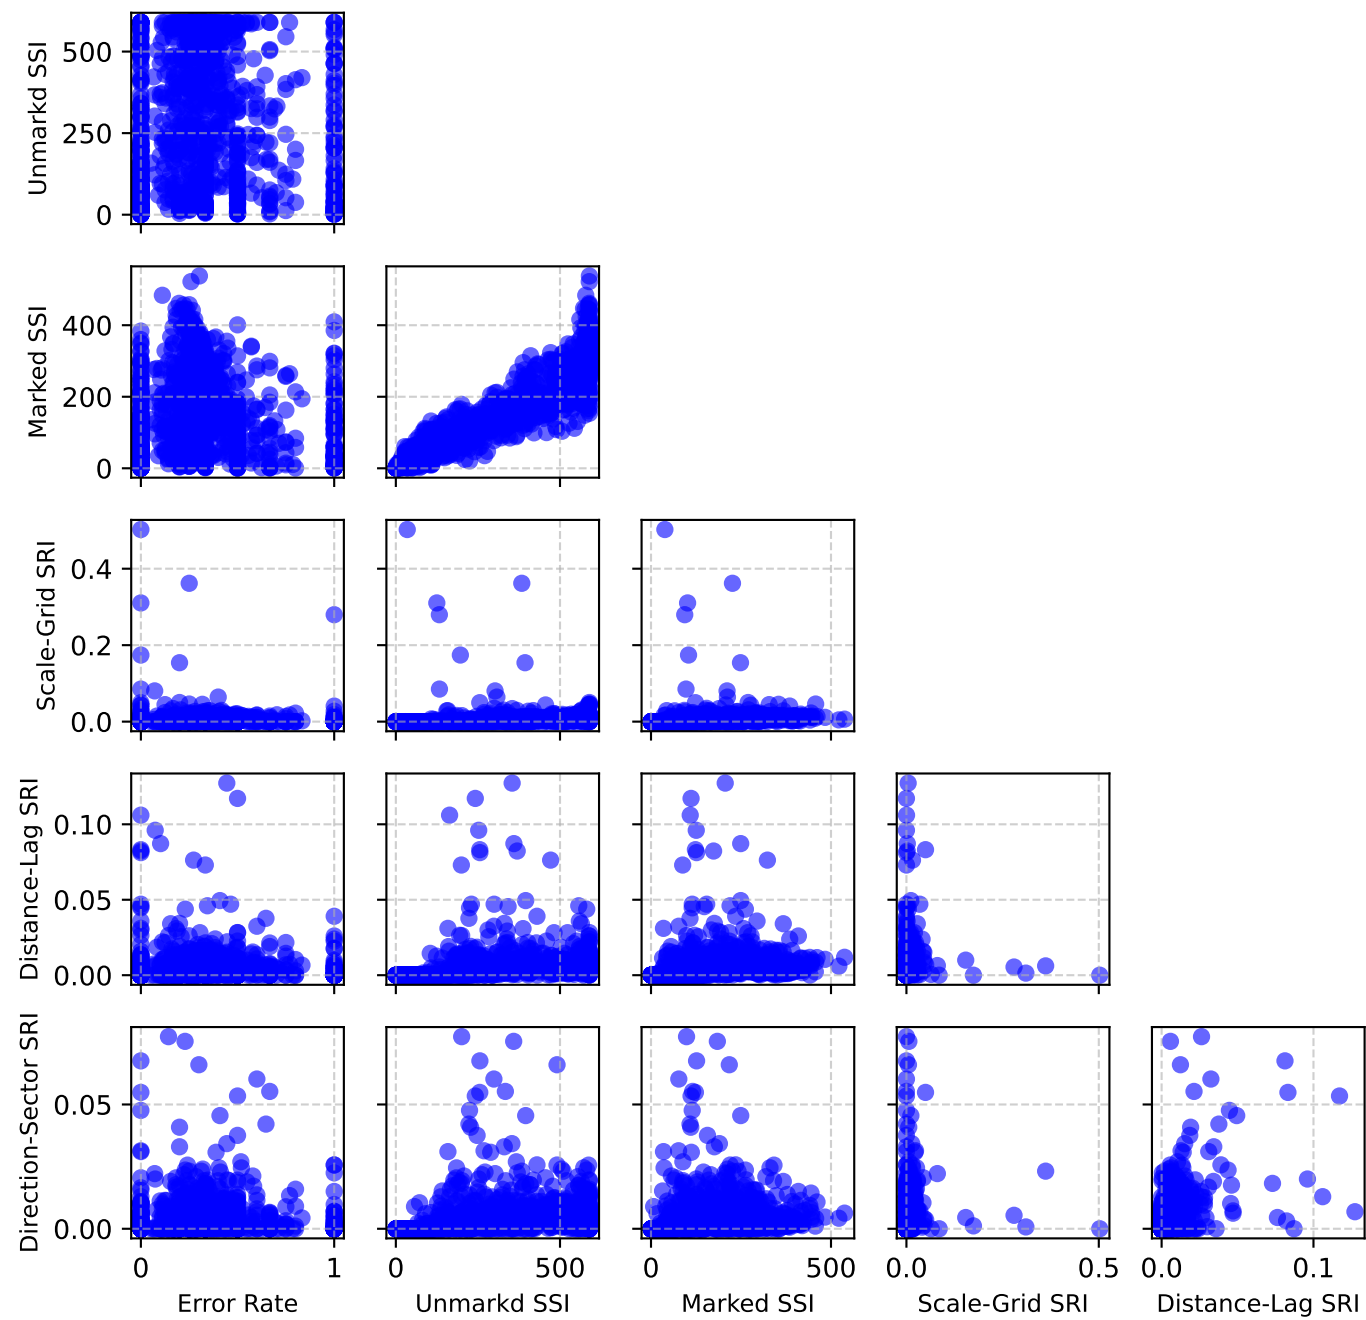 Unmarkd SSI
500
250
0
Marked SSI
400
200
0
Scale-Grid SRI
0.4
0.2
0.0
Distance-Lag SRI
0.10
0.05
0.00
Direction-Sector SRI
0.05
0.00
0 1
0 500
0 500
0.0 0.5
0.0 0.1
Error Rate
Unmarkd SSI
Marked SSI
Scale-Grid SRI
Distance-Lag SRI